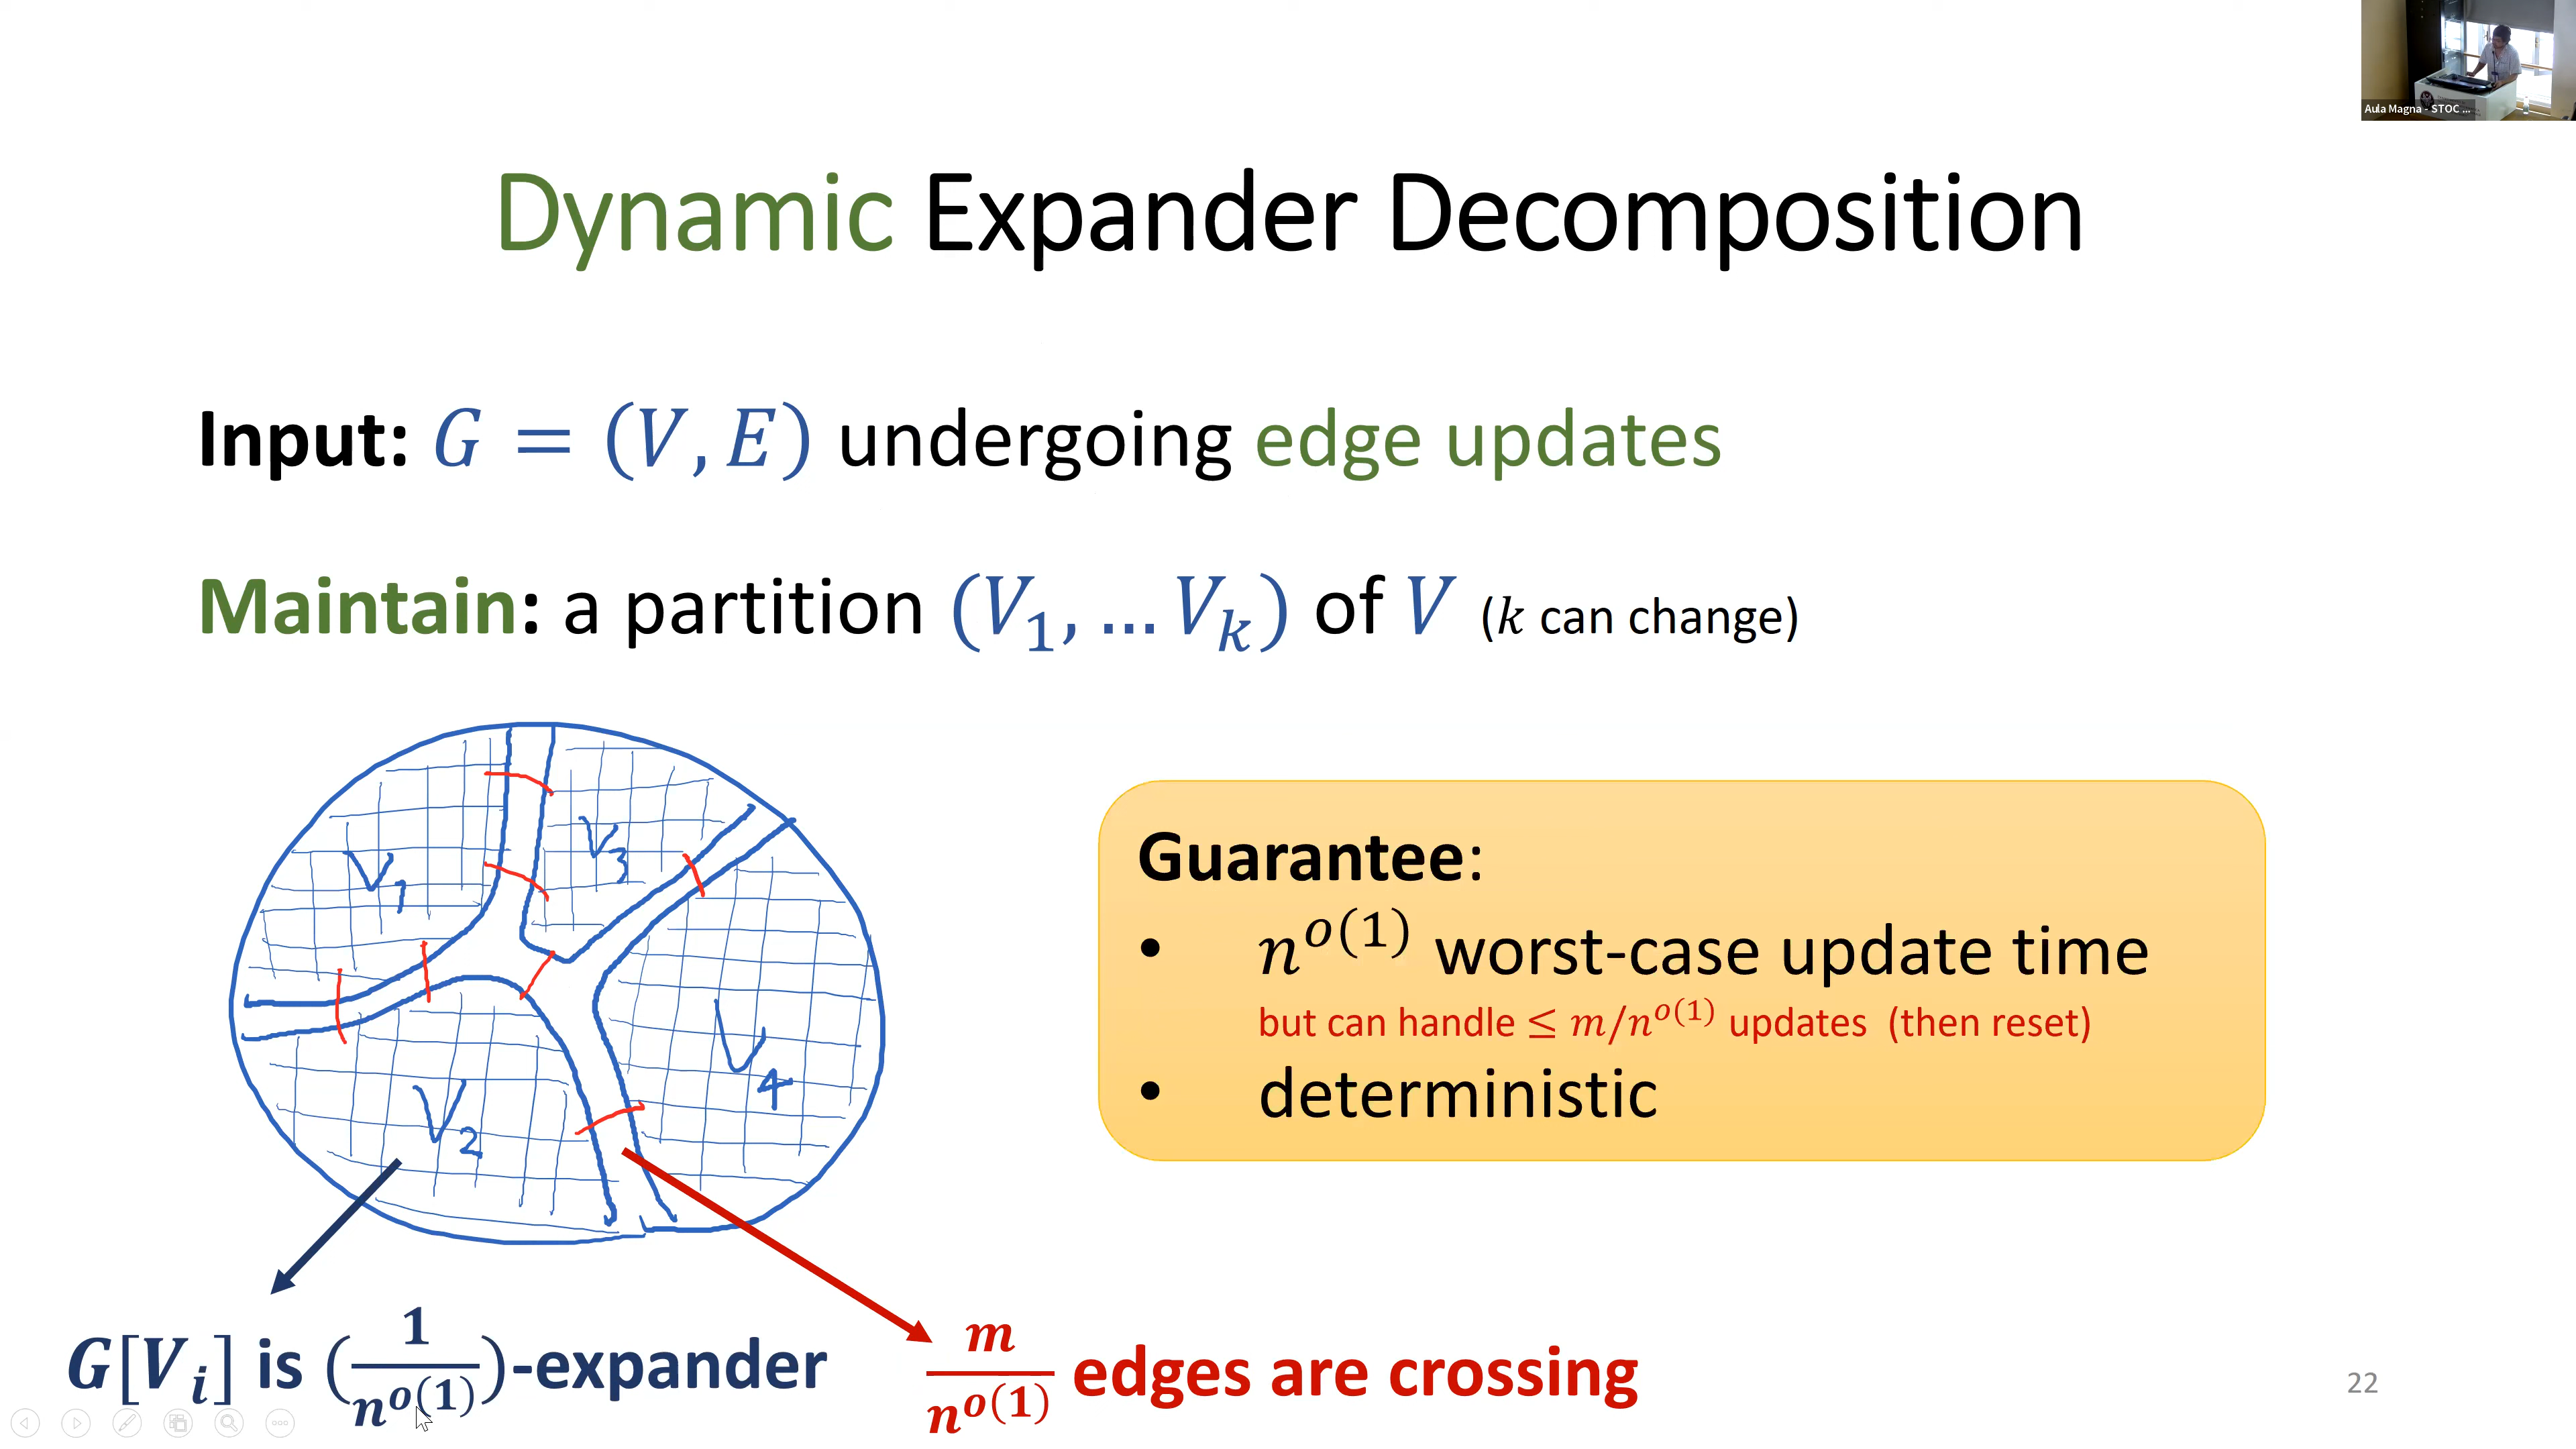 Aula Magna - STOC ...
Dynamic Expander Decomposition
Input: G = (V, E) undergoing edge updates
Maintain: a partition (V₁, … Vₖ) of V (k can change)
V₁
V₃
V₂
V₄
Guarantee:
• n^{o(1)} worst-case update time
but can handle ≤ m/n^{o(1)} updates (then reset)
• deterministic
G[Vᵢ] is (1/n^{o(1)})-expander
m/n^{o(1)} edges are crossing
22